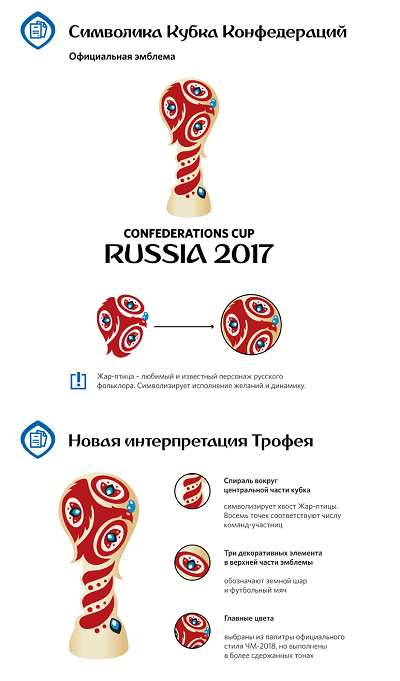 Символика Кубка Конфедераций
Официальная эмблема
CONFEDERATIONS CUP
RUSSIA 2017
Жар-птица – любимый и известный персонаж русского
фольклора. Символизирует исполнение желаний и динамику.
Новая интерпретация Трофея
Спираль вокруг
центральной части кубка
символизирует хвост Жар-птицы.
Восемь точек соответствуют числу
команд-участниц
Три декоративных элемента
в верхней части эмблемы
обозначают земной шар
и футбольный мяч
Главные цвета
выбраны из палитры официального
стиля ЧМ-2018, но выполнены
в более сдержанных тонах